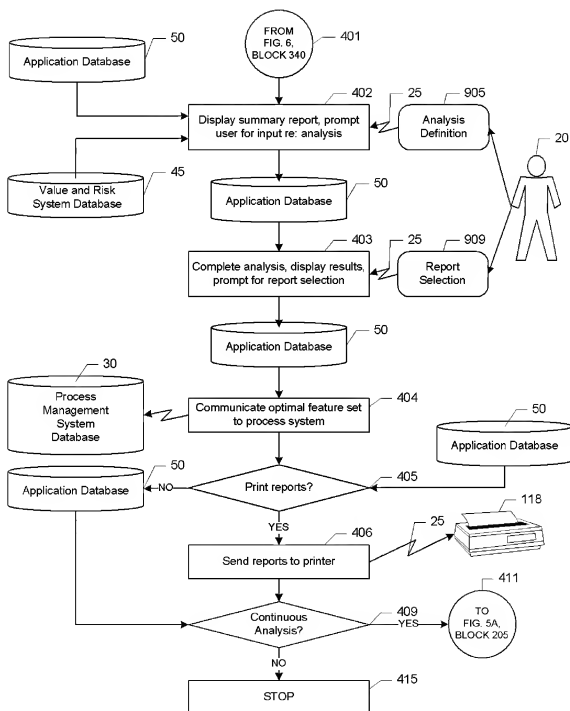 50
Application Database
FROM
FIG. 6,
BLOCK 340
401
402
25
905
Display summary report, prompt
user for input re: analysis
Analysis
Definition
20
45
Value and Risk
System Database
50
Application Database
403
25
909
Complete analysis, display results,
prompt for report selection
Report
Selection
50
Application Database
30
Process
Management
System
Database
Communicate optimal feature set
to process system
404
50
Application Database
50
Application Database
NO
Print reports?
405
YES
406
25
118
Send reports to printer
411
Continuous
Analysis?
409
YES
TO
FIG. 5A,
BLOCK 205
NO
415
STOP